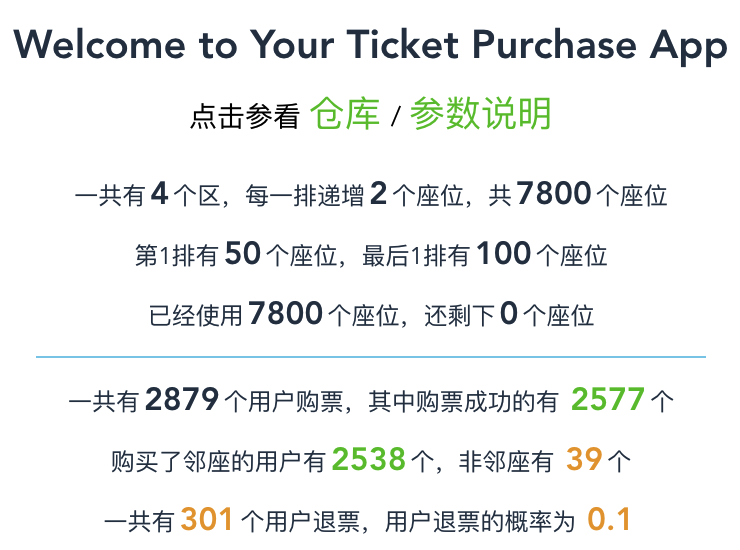 Welcome to Your Ticket Purchase App
点击参看 仓库 / 参数说明
一共有 4 个区，每一排递增 2 个座位，共 7800 个座位
第1排有 50 个座位，最后1排有 100 个座位
已经使用 7800 个座位，还剩下 0 个座位
一共有 2879 个用户购票，其中购票成功的有 2577 个
购买了邻座的用户有 2538 个，非邻座有 39 个
一共有 301 个用户退票，用户退票的概率为 0.1